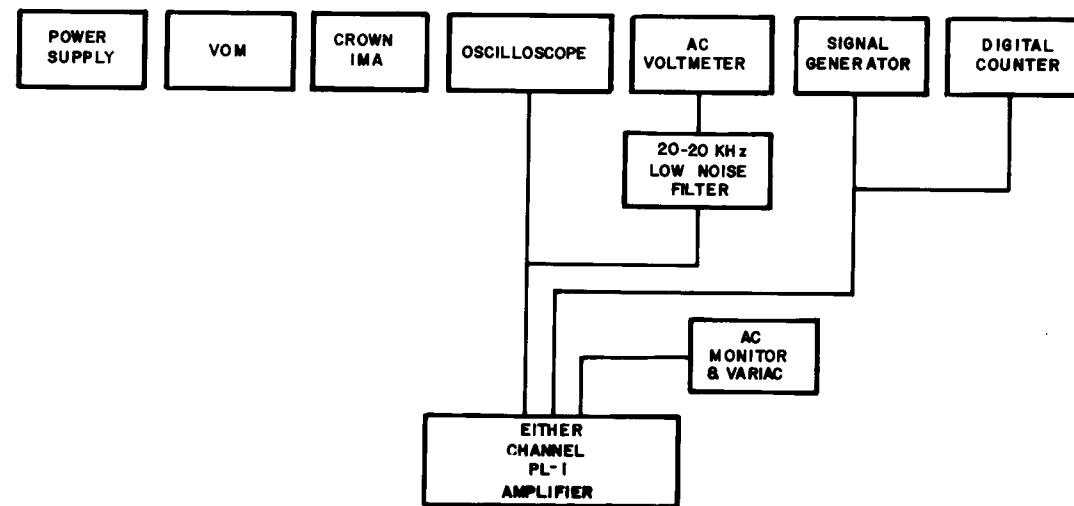 POWER
SUPPLY
VOM
CROWN
IMA
OSCILLOSCOPE
AC
VOLTMETER
SIGNAL
GENERATOR
DIGITAL
COUNTER
20-20 KHz
LOW NOISE
FILTER
AC
MONITOR
& VARIAC
EITHER
CHANNEL
PL-1
AMPLIFIER